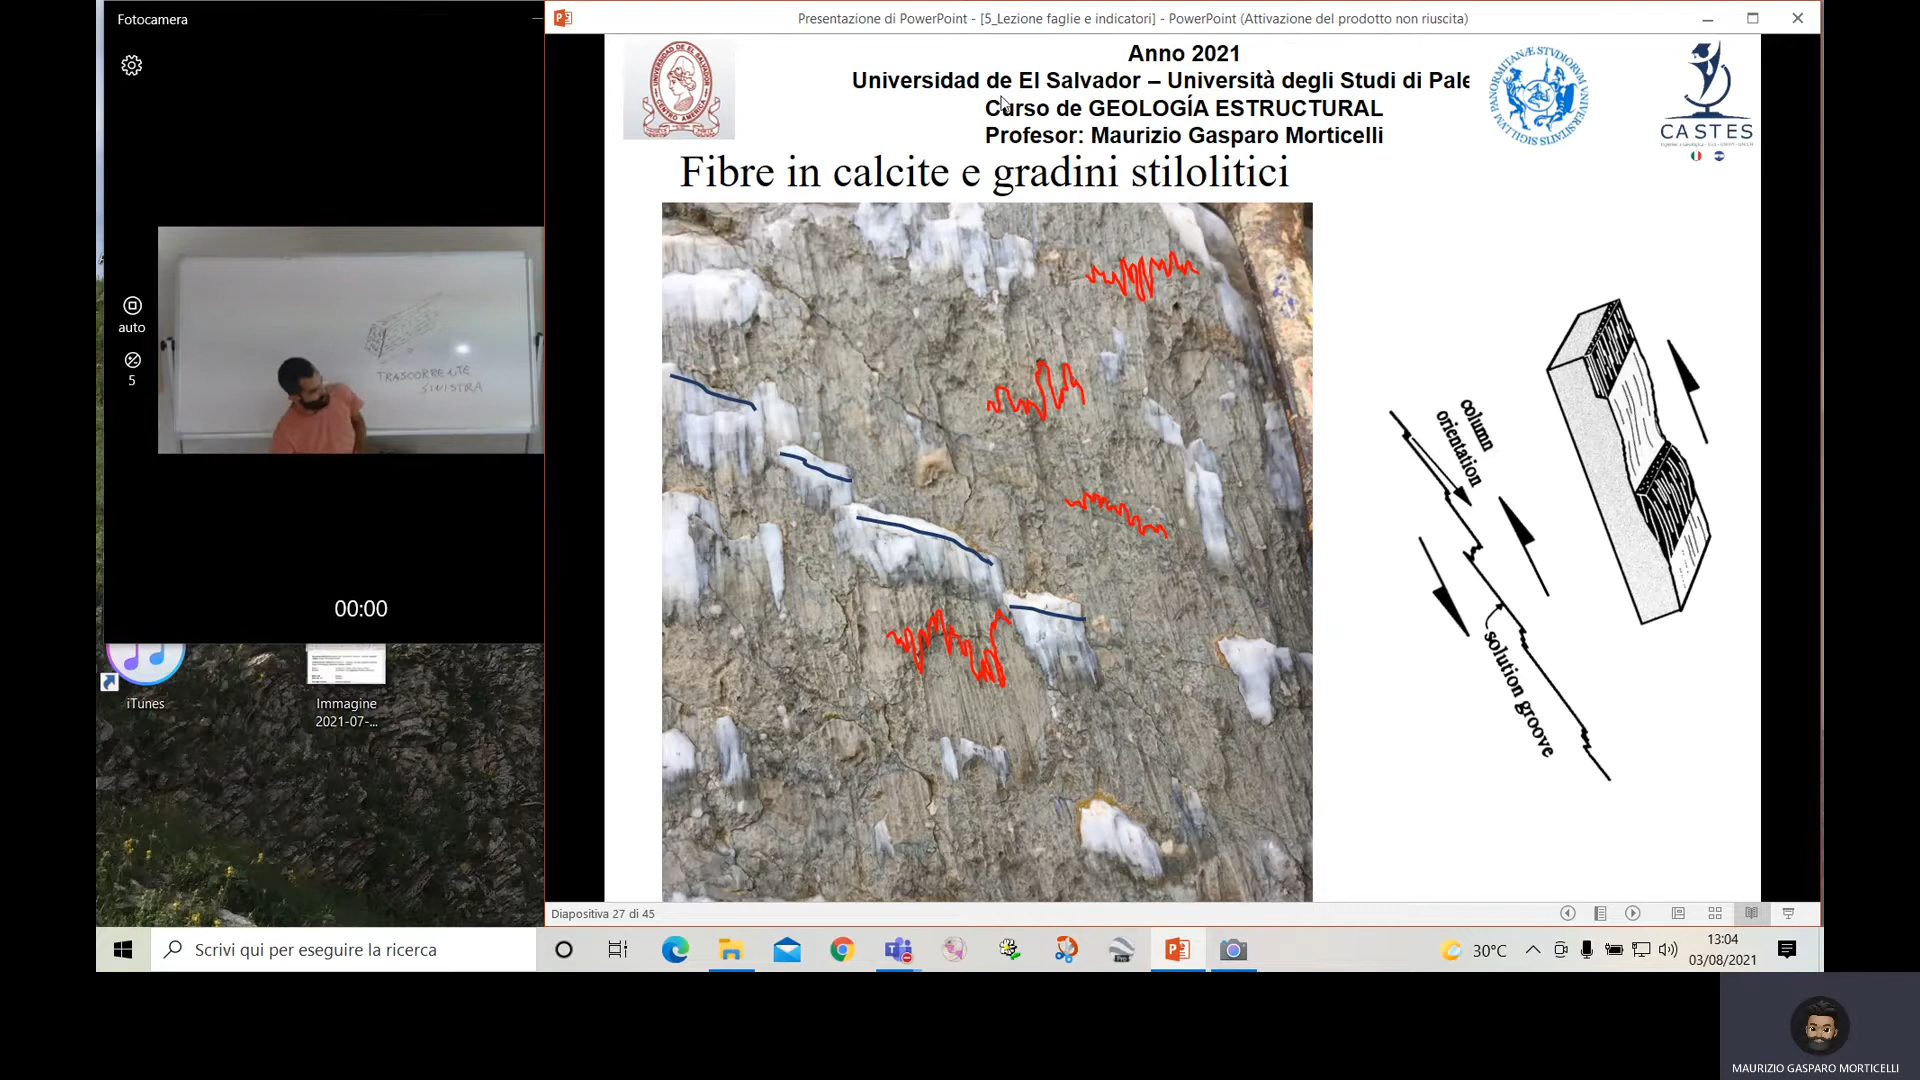 Fotocamera
Presentazione di PowerPoint - [5_Lezione faglie e indicatori] - PowerPoint (Attivazione del prodotto non riuscita)
Anno 2021
Universidad de El Salvador – Università degli Studi di Pale
Curso de GEOLOGÍA ESTRUCTURAL
Profesor: Maurizio Gasparo Morticelli
CASTES
Fibre in calcite e gradini stilolitici
auto
5
TRASCORRENTE
SINISTRA
column
orientation
solution groove
00:00
iTunes
Immagine
2021-07-...
Diapositiva 27 di 45
Scrivi qui per eseguire la ricerca
30°C
13:04
03/08/2021
MAURIZIO GASPARO MORTICELLI